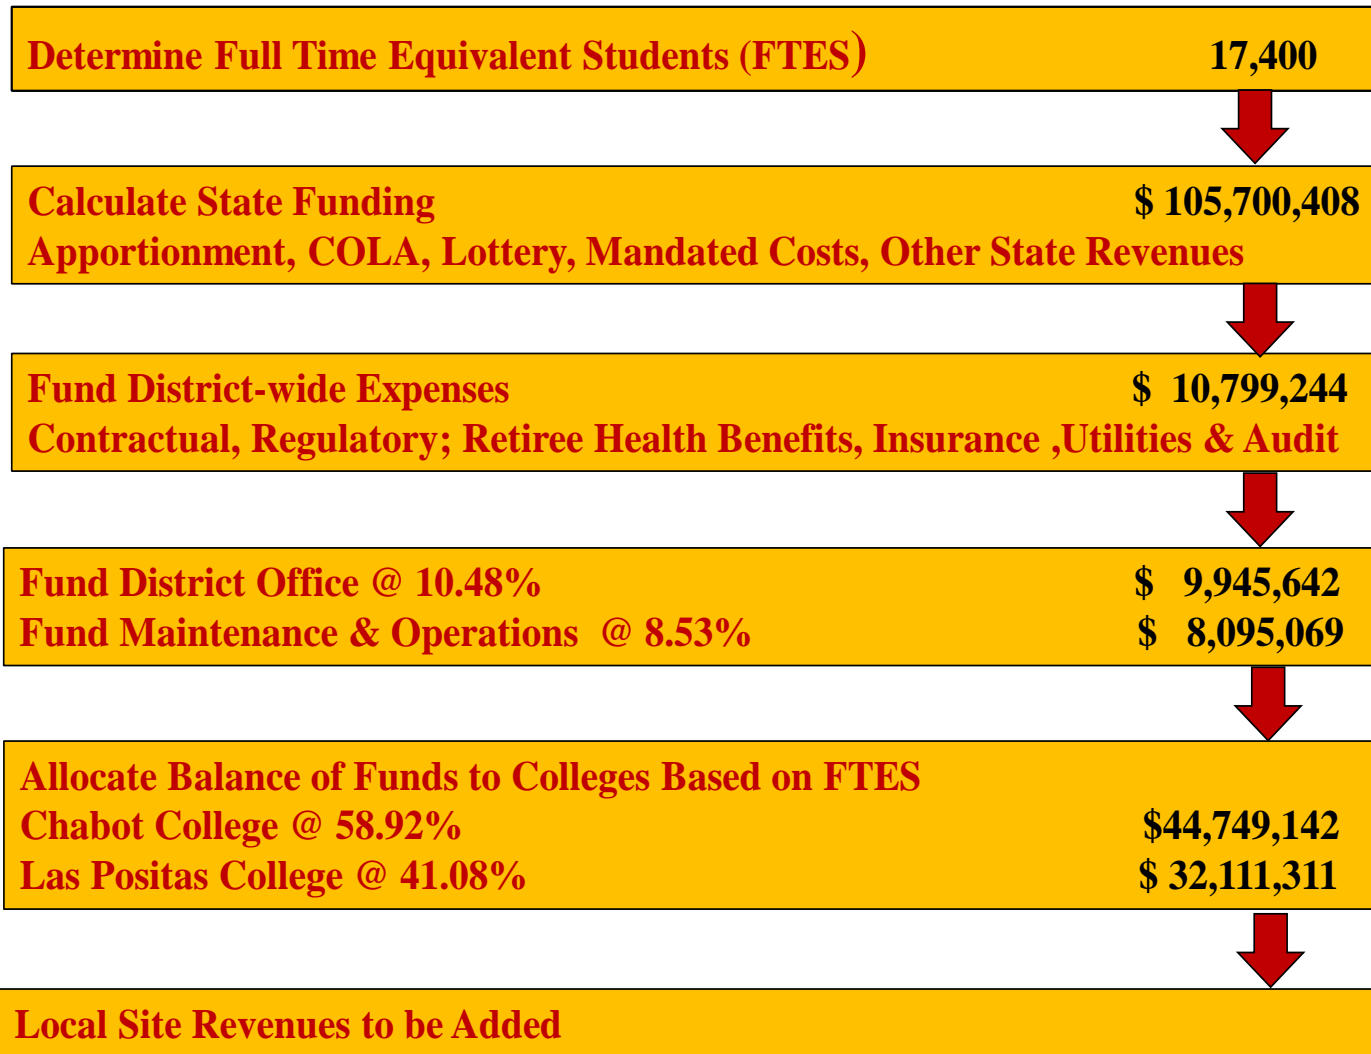 Determine Full Time Equivalent Students (FTES) 17,400
Calculate State Funding $ 105,700,408
Apportionment, COLA, Lottery, Mandated Costs, Other State Revenues
Fund District-wide Expenses $ 10,799,244
Contractual, Regulatory; Retiree Health Benefits, Insurance ,Utilities & Audit
Fund District Office @ 10.48% $ 9,945,642
Fund Maintenance & Operations @ 8.53% $ 8,095,069
Allocate Balance of Funds to Colleges Based on FTES
Chabot College @ 58.92% $44,749,142
Las Positas College @ 41.08% $ 32,111,311
Local Site Revenues to be Added